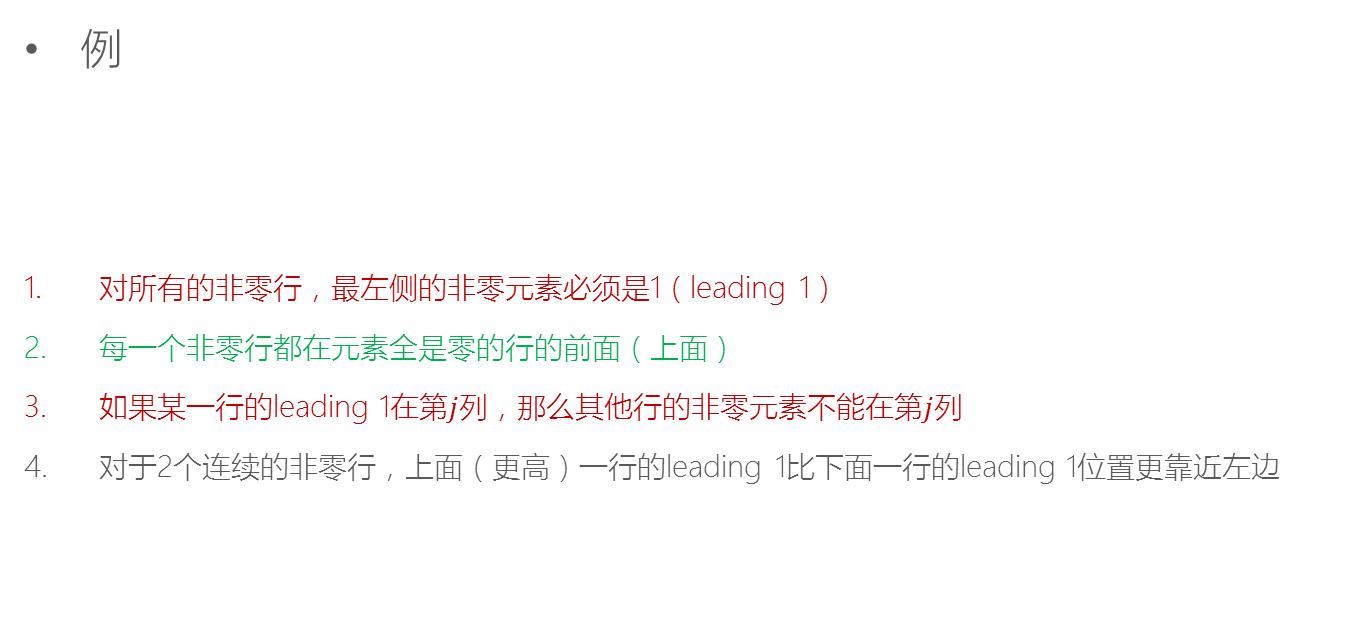 • 例
1. 对所有的非零行，最左侧的非零元素必须是1（leading 1）
2. 每一个非零行都在元素全是零的行的前面（上面）
3. 如果某一行的leading 1在第j列，那么其他行的非零元素不能在第j列
4. 对于2个连续的非零行，上面（更高）一行的leading 1比下面一行的leading 1位置更靠近左边